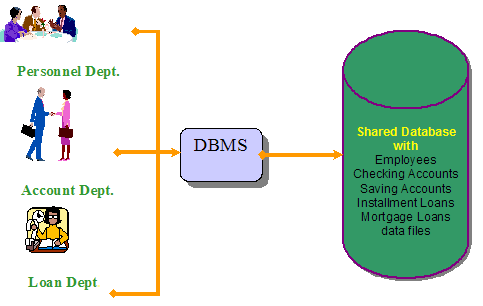 Personnel Dept.
Account Dept.
Loan Dept
DBMS
Shared Database
with
Employees
Checking Accounts
Saving Accounts
Installment Loans
Mortgage Loans
data files